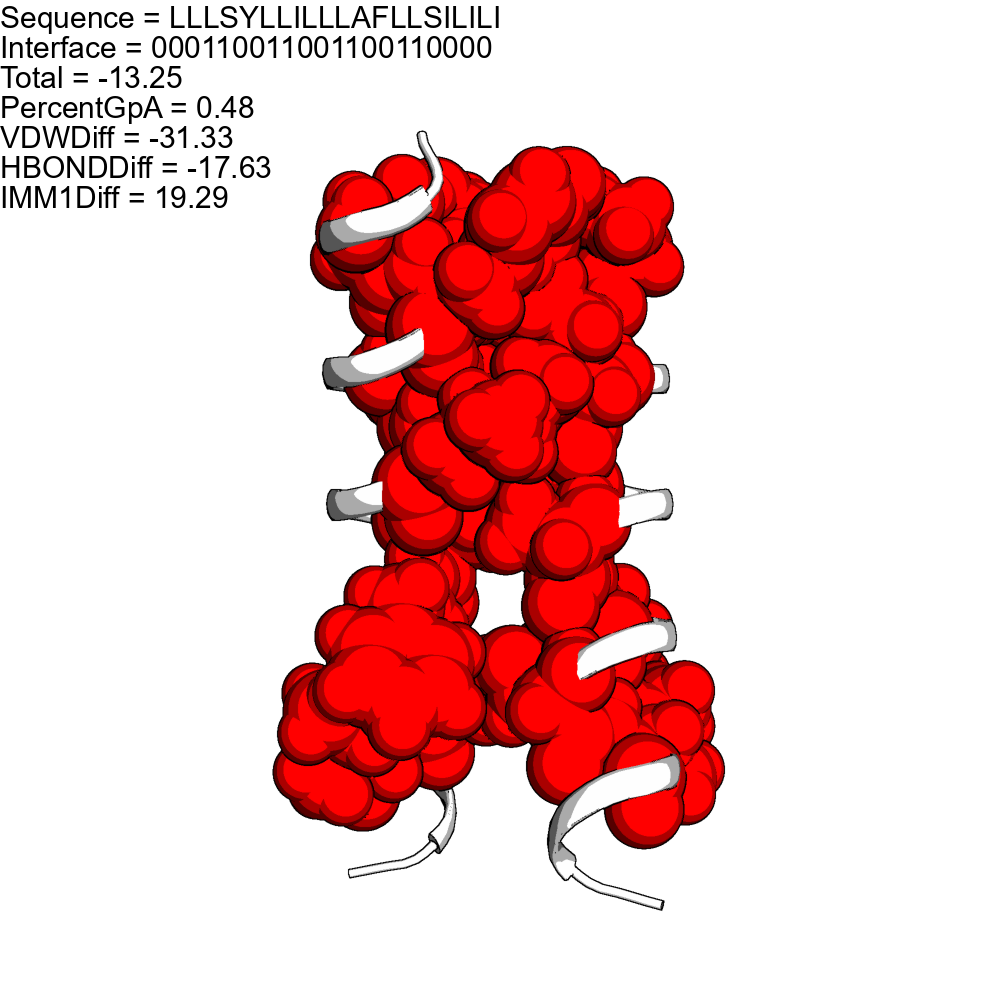 Sequence = LLLSYLLILLLAFLLSILILI
Interface = 000110011001100110000
Total = -13.25
PercentGpA = 0.48
VDWDiff = -31.33
HBONDDiff = -17.63
IMM1Diff = 19.29